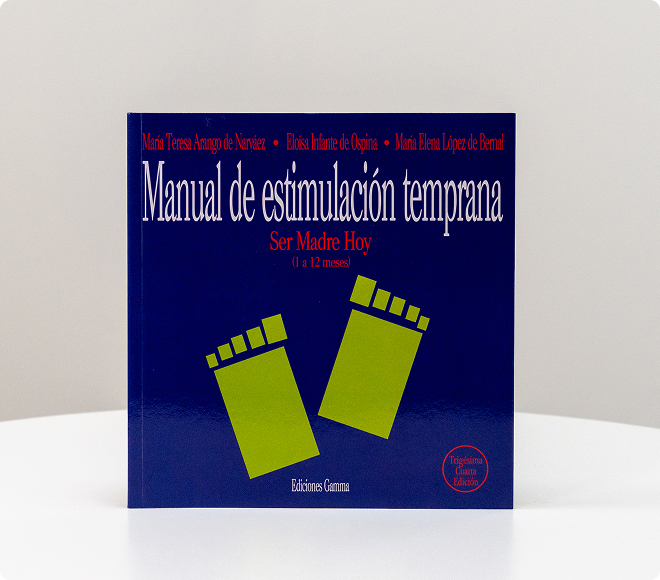 María Teresa Arango de Narváez • Eloísa Infante de Ospina • María Elena López de Bernal
Manual de estimulación temprana
Ser Madre Hoy
(1 a 12 meses)
Trigésima
Cuarta
Edición
Ediciones Gamma